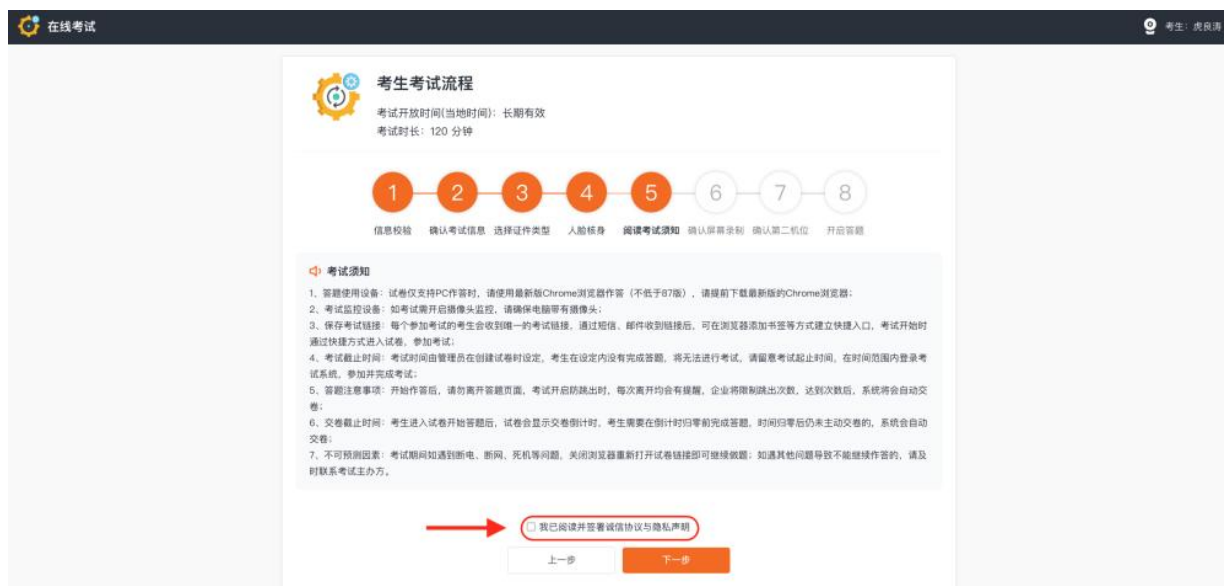 在线考试
考生：虎良涛
考生考试流程
考试开放时间(当地时间)：长期有效
考试时长：120 分钟
1 2 3 4 5 6 7 8
信息校验 确认考试信息 选择证件类型 人脸核身 阅读考试须知 确认屏幕录制 确认第二机位 开启答题
考试须知
1、答题使用设备：试卷仅支持PC作答时，请使用最新版Chrome浏览器作答（不低于87版），请提前下载最新版的Chrome浏览器；
2、考试监控设备：如考试需开启摄像头监控，请确保电脑带有摄像头；
3、保存考试链接：每个参加考试的考生会收到唯一的考试链接，通过短信、邮件收到链接后，可在浏览器添加书签等方式建立快捷入口，考试开始时
通过快捷方式进入试卷，参加考试；
4、考试截止时间：考试时间由管理员在创建试卷时设定，考生在设定内没有完成答题，将无法进行考试，请留意考试起止时间，在时间范围内登录考
试系统，参加并完成考试；
5、答题注意事项：开始作答后，请勿离开答题页面，考试开启防跳出时，每次离开均会有提醒，企业将限制跳出次数，达到次数后，系统将会自动交
卷；
6、交卷截止时间：考生进入试卷开始答题后，试卷会显示交卷倒计时，考生需要在倒计时归零前完成答题，时间归零后仍未主动交卷的，系统会自动
交卷；
7、不可预测因素：考试期间如遇到断电、断网、死机等问题，关闭浏览器重新打开试卷链接即可继续做题；如遇其他问题导致不能继续作答的，请及
时联系考试主办方。
我已阅读并签署诚信协议与隐私声明
上一步 下一步